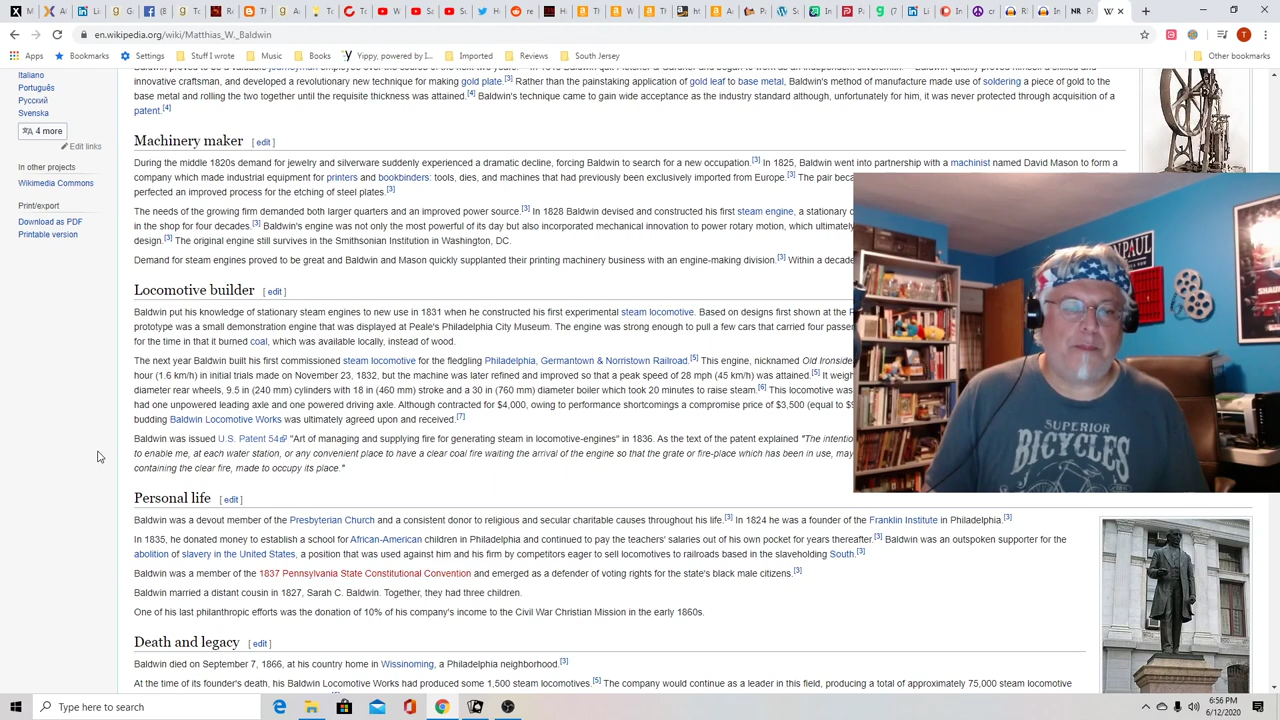 en.wikipedia.org/wiki/Matthias_W._Baldwin
Apps Bookmarks Settings Stuff I wrote Music Books Yippy, powered by I... Imported Reviews South Jersey Other bookmarks
Italiano
Português
Русский
Svenska
4 more
Edit links
In other projects
Wikimedia Commons
Print/export
Download as PDF
Printable version
innovative craftsman, and developed a revolutionary new technique for making gold plate.[3] Rather than the painstaking application of gold leaf to base metal, Baldwin's method of manufacture made use of soldering a piece of gold to the
base metal and rolling the two together until the requisite thickness was attained.[4] Baldwin's technique came to gain wide acceptance as the industry standard although, unfortunately for him, it was never protected through acquisition of a
patent.[4]
Machinery maker [ edit ]
During the middle 1820s demand for jewelry and silverware suddenly experienced a dramatic decline, forcing Baldwin to search for a new occupation.[3] In 1825, Baldwin went into partnership with a machinist named David Mason to form a
company which made industrial equipment for printers and bookbinders: tools, dies, and machines that had previously been exclusively imported from Europe.[3] The pair beca
perfected an improved process for the etching of steel plates.[3]
The needs of the growing firm demanded both larger quarters and an improved power source.[3] In 1828 Baldwin devised and constructed his first steam engine, a stationary
in the shop for four decades.[3] Baldwin's engine was not only the most powerful of its day but also incorporated mechanical innovation to power rotary motion, which ultimately
design.[3] The original engine still survives in the Smithsonian Institution in Washington, DC.
Demand for steam engines proved to be great and Baldwin and Mason quickly supplanted their printing machinery business with an engine-making division.[3] Within a decade
Locomotive builder [ edit ]
Baldwin put his knowledge of stationary steam engines to new use in 1831 when he constructed his first experimental steam locomotive. Based on designs first shown at the
prototype was a small demonstration engine that was displayed at Peale's Philadelphia City Museum. The engine was strong enough to pull a few cars that carried four passen
for the time in that it burned coal, which was available locally, instead of wood.
The next year Baldwin built his first commissioned steam locomotive for the fledgling Philadelphia, Germantown & Norristown Railroad.[5] This engine, nicknamed Old Ironside
hour (1.6 km/h) in initial trials made on November 23, 1832, but the machine was later refined and improved so that a peak speed of 28 mph (45 km/h) was attained.[5] It weigh
diameter rear wheels, 9.5 in (240 mm) cylinders with 18 in (460 mm) stroke and a 30 in (760 mm) diameter boiler which took 20 minutes to raise steam.[6] This locomotive was
had one unpowered leading axle and one powered driving axle. Although contracted for $4,000, owing to performance shortcomings a compromise price of $3,500 (equal to $9
budding Baldwin Locomotive Works was ultimately agreed upon and received.[7]
Baldwin was issued U.S. Patent 54 "Art of managing and supplying fire for generating steam in locomotive-engines" in 1836. As the text of the patent explained "The intentio
to enable me, at each water station, or any convenient place to have a clear coal fire waiting the arrival of the engine so that the grate or fire-place which has been in use, may
containing the clear fire, made to occupy its place."
Personal life [ edit ]
Baldwin was a devout member of the Presbyterian Church and a consistent donor to religious and secular charitable causes throughout his life.[3] In 1824 he was a founder of the Franklin Institute in Philadelphia.[3]
In 1835, he donated money to establish a school for African-American children in Philadelphia and continued to pay the teachers' salaries out of his own pocket for years thereafter.[3] Baldwin was an outspoken supporter for the
abolition of slavery in the United States, a position that was used against him and his firm by competitors eager to sell locomotives to railroads based in the slaveholding South.[3]
Baldwin was a member of the 1837 Pennsylvania State Constitutional Convention and emerged as a defender of voting rights for the state's black male citizens.[3]
Baldwin married a distant cousin in 1827, Sarah C. Baldwin. Together, they had three children.
One of his last philanthropic efforts was the donation of 10% of his company's income to the Civil War Christian Mission in the early 1860s.
Death and legacy [ edit ]
Baldwin died on September 7, 1866, at his country home in Wissinoming, a Philadelphia neighborhood.[3]
At the time of its founder's death, his Baldwin Locomotive Works had produced some 1,500 steam locomotives.[5] The company would continue as a leader in this field, producing a total of approximately 75,000 steam locomotive
SUPERIOR
BICYCLES
Type here to search
6:56 PM
6/12/2020